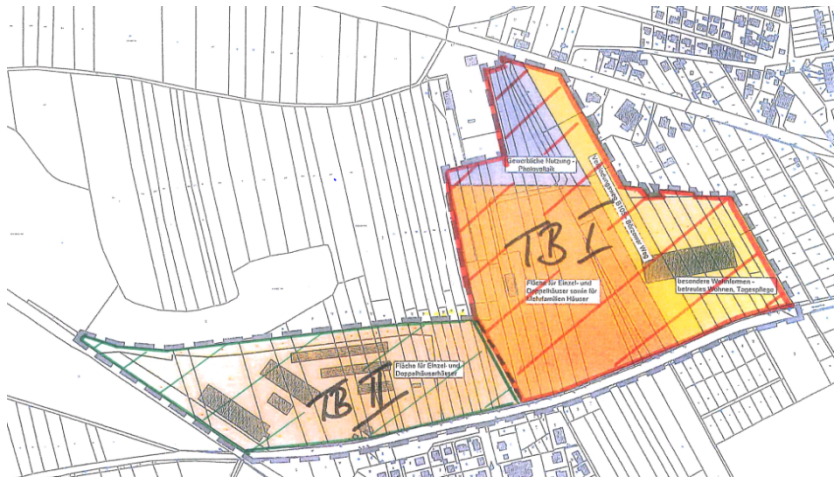 Gewerbliche Nutzung -
Photovoltaik
TB I
Fläche für Einzel- und
Doppelhäuser sowie für
Mehrfamilien Häuser
besondere Wohnformen -
betreutes Wohnen, Tagespflege
Fläche für Einzel- und
Doppelhäuserhäuser
TB II